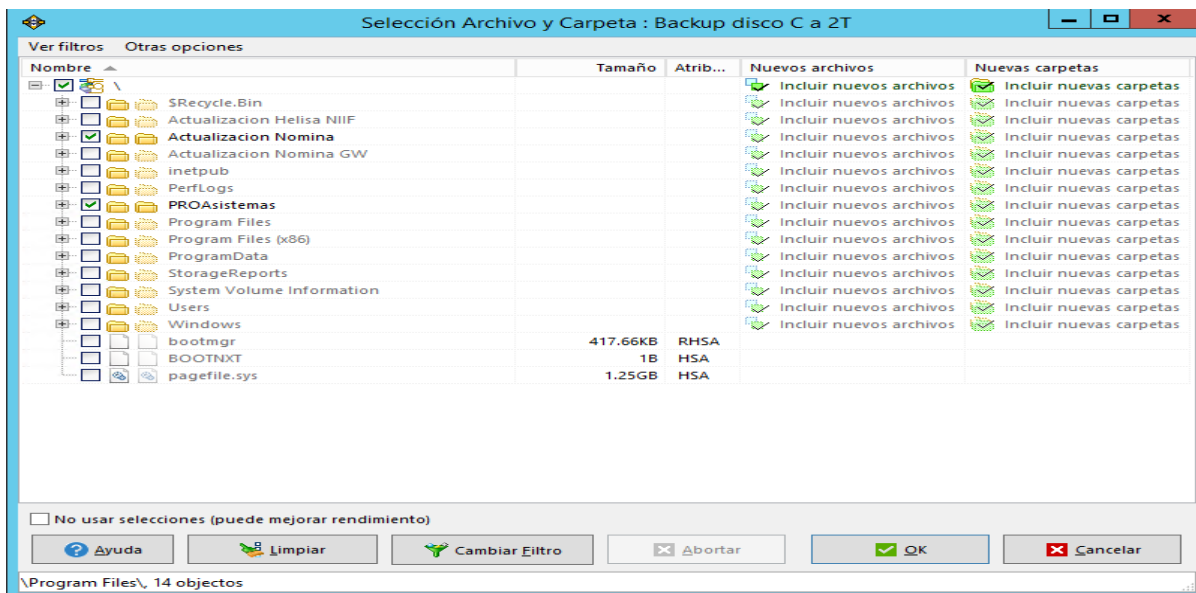 Selección Archivo y Carpeta : Backup disco C a 2T
Ver filtros Otras opciones
Nombre Tamaño Atrib... Nuevos archivos Nuevas carpetas
\ Incluir nuevos archivos Incluir nuevas carpetas
$Recycle.Bin Incluir nuevos archivos Incluir nuevas carpetas
Actualizacion Helisa NIIF Incluir nuevos archivos Incluir nuevas carpetas
Actualizacion Nomina Incluir nuevos archivos Incluir nuevas carpetas
Actualizacion Nomina GW Incluir nuevos archivos Incluir nuevas carpetas
inetpub Incluir nuevos archivos Incluir nuevas carpetas
PerfLogs Incluir nuevos archivos Incluir nuevas carpetas
PROAsistemas Incluir nuevos archivos Incluir nuevas carpetas
Program Files Incluir nuevos archivos Incluir nuevas carpetas
Program Files (x86) Incluir nuevos archivos Incluir nuevas carpetas
ProgramData Incluir nuevos archivos Incluir nuevas carpetas
StorageReports Incluir nuevos archivos Incluir nuevas carpetas
System Volume Information Incluir nuevos archivos Incluir nuevas carpetas
Users Incluir nuevos archivos Incluir nuevas carpetas
Windows Incluir nuevos archivos Incluir nuevas carpetas
bootmgr 417.66KB RHSA
BOOTNXT 1B HSA
pagefile.sys 1.25GB HSA
No usar selecciones (puede mejorar rendimiento)
Ayuda Limpiar Cambiar Filtro Abortar OK Cancelar
\Program Files\, 14 objectos